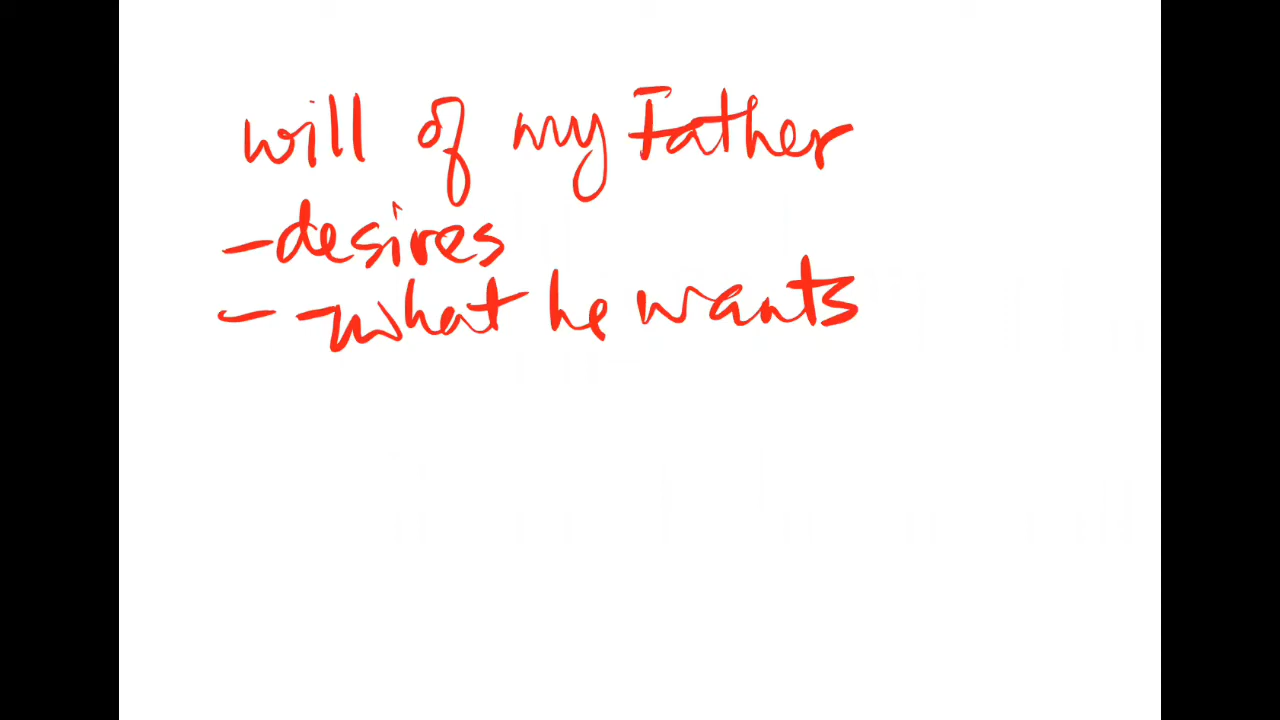 will of my Father
- desires
- - what he wants